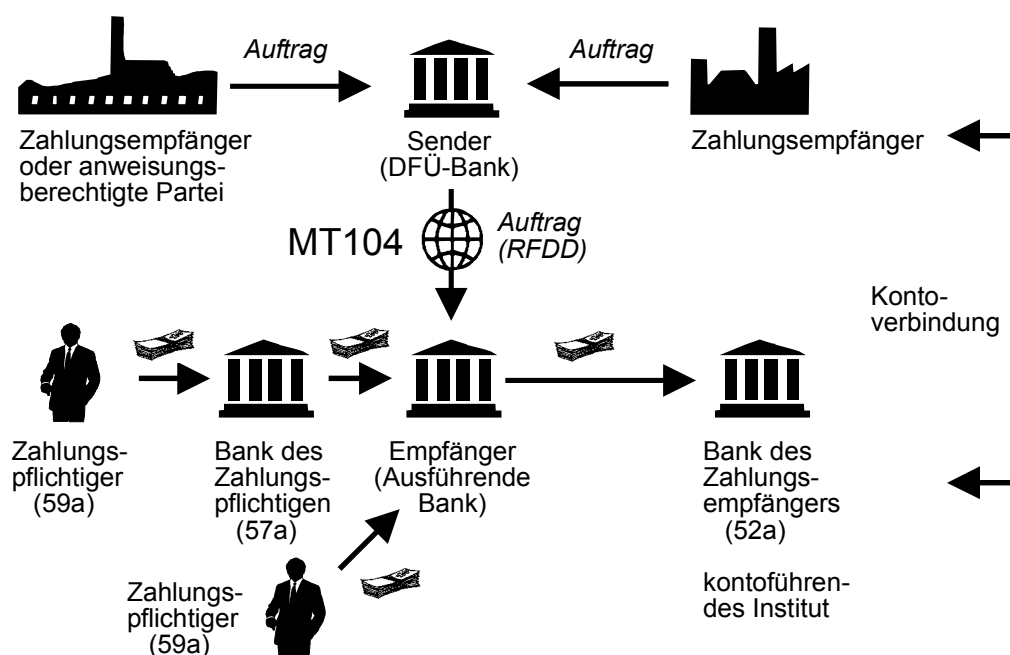 Auftrag
Auftrag
Zahlungsempfänger
oder anweisungs-
berechtigte Partei
Sender
(DFÜ-Bank)
Zahlungsempfänger
MT104
Auftrag
(RFDD)
Konto-
verbindung
Zahlungs-
pflichtiger
(59a)
Bank des
Zahlungs-
pflichtigen
(57a)
Empfänger
(Ausführende
Bank)
Bank des
Zahlungs-
empfängers
(52a)
kontoführen-
des Institut
Zahlungs-
pflichtiger
(59a)